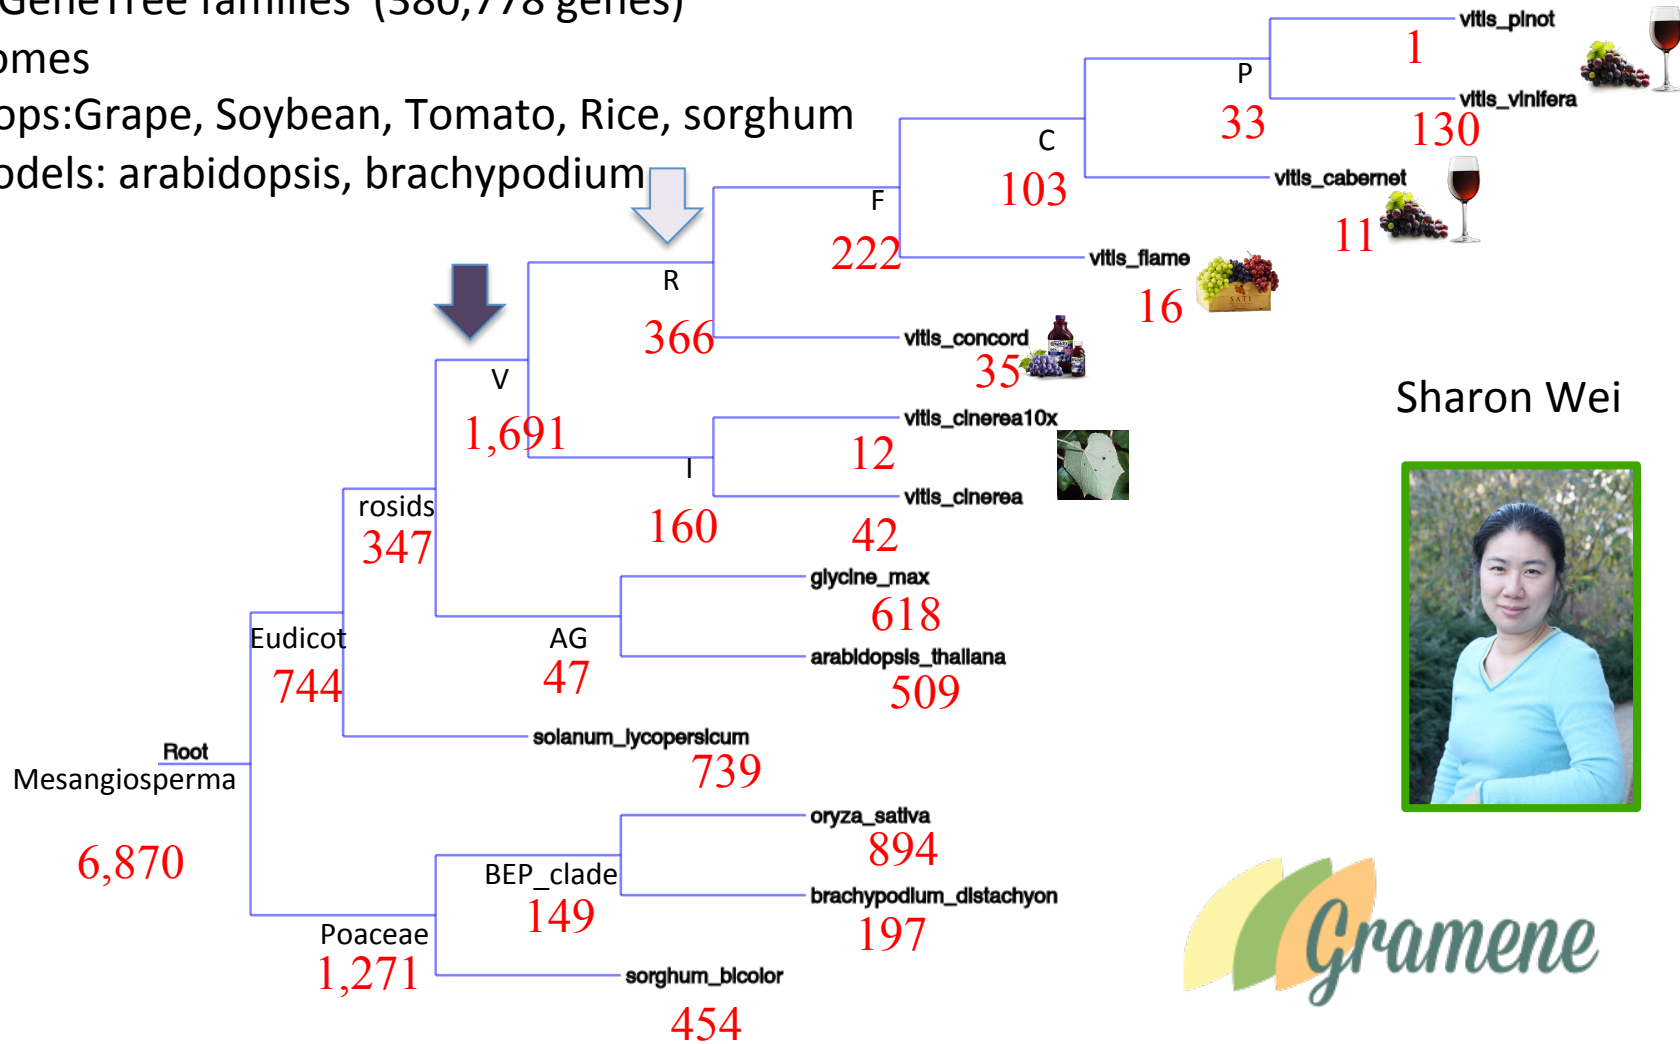 GeneTree families (380,778 genes)
omes
ops:Grape, Soybean, Tomato, Rice, sorghum
odels: arabidopsis, brachypodium
vitis_pinot
1
P
33
vitis_vinifera
130
C
103
vitis_cabernet
11
F
222
vitis_flame
16
SATI
R
366
vitis_concord
35
V
1,691
vitis_cinerea10x
12
I
160
vitis_cinerea
42
rosids
347
glycine_max
618
AG
47
arabidopsis_thaliana
509
Eudicot
744
solanum_lycopersicum
739
Root
Mesangiosperma
6,870
oryza_sativa
894
BEP_clade
149
brachypodium_distachyon
197
Poaceae
1,271
sorghum_bicolor
454
Sharon Wei
Gramene